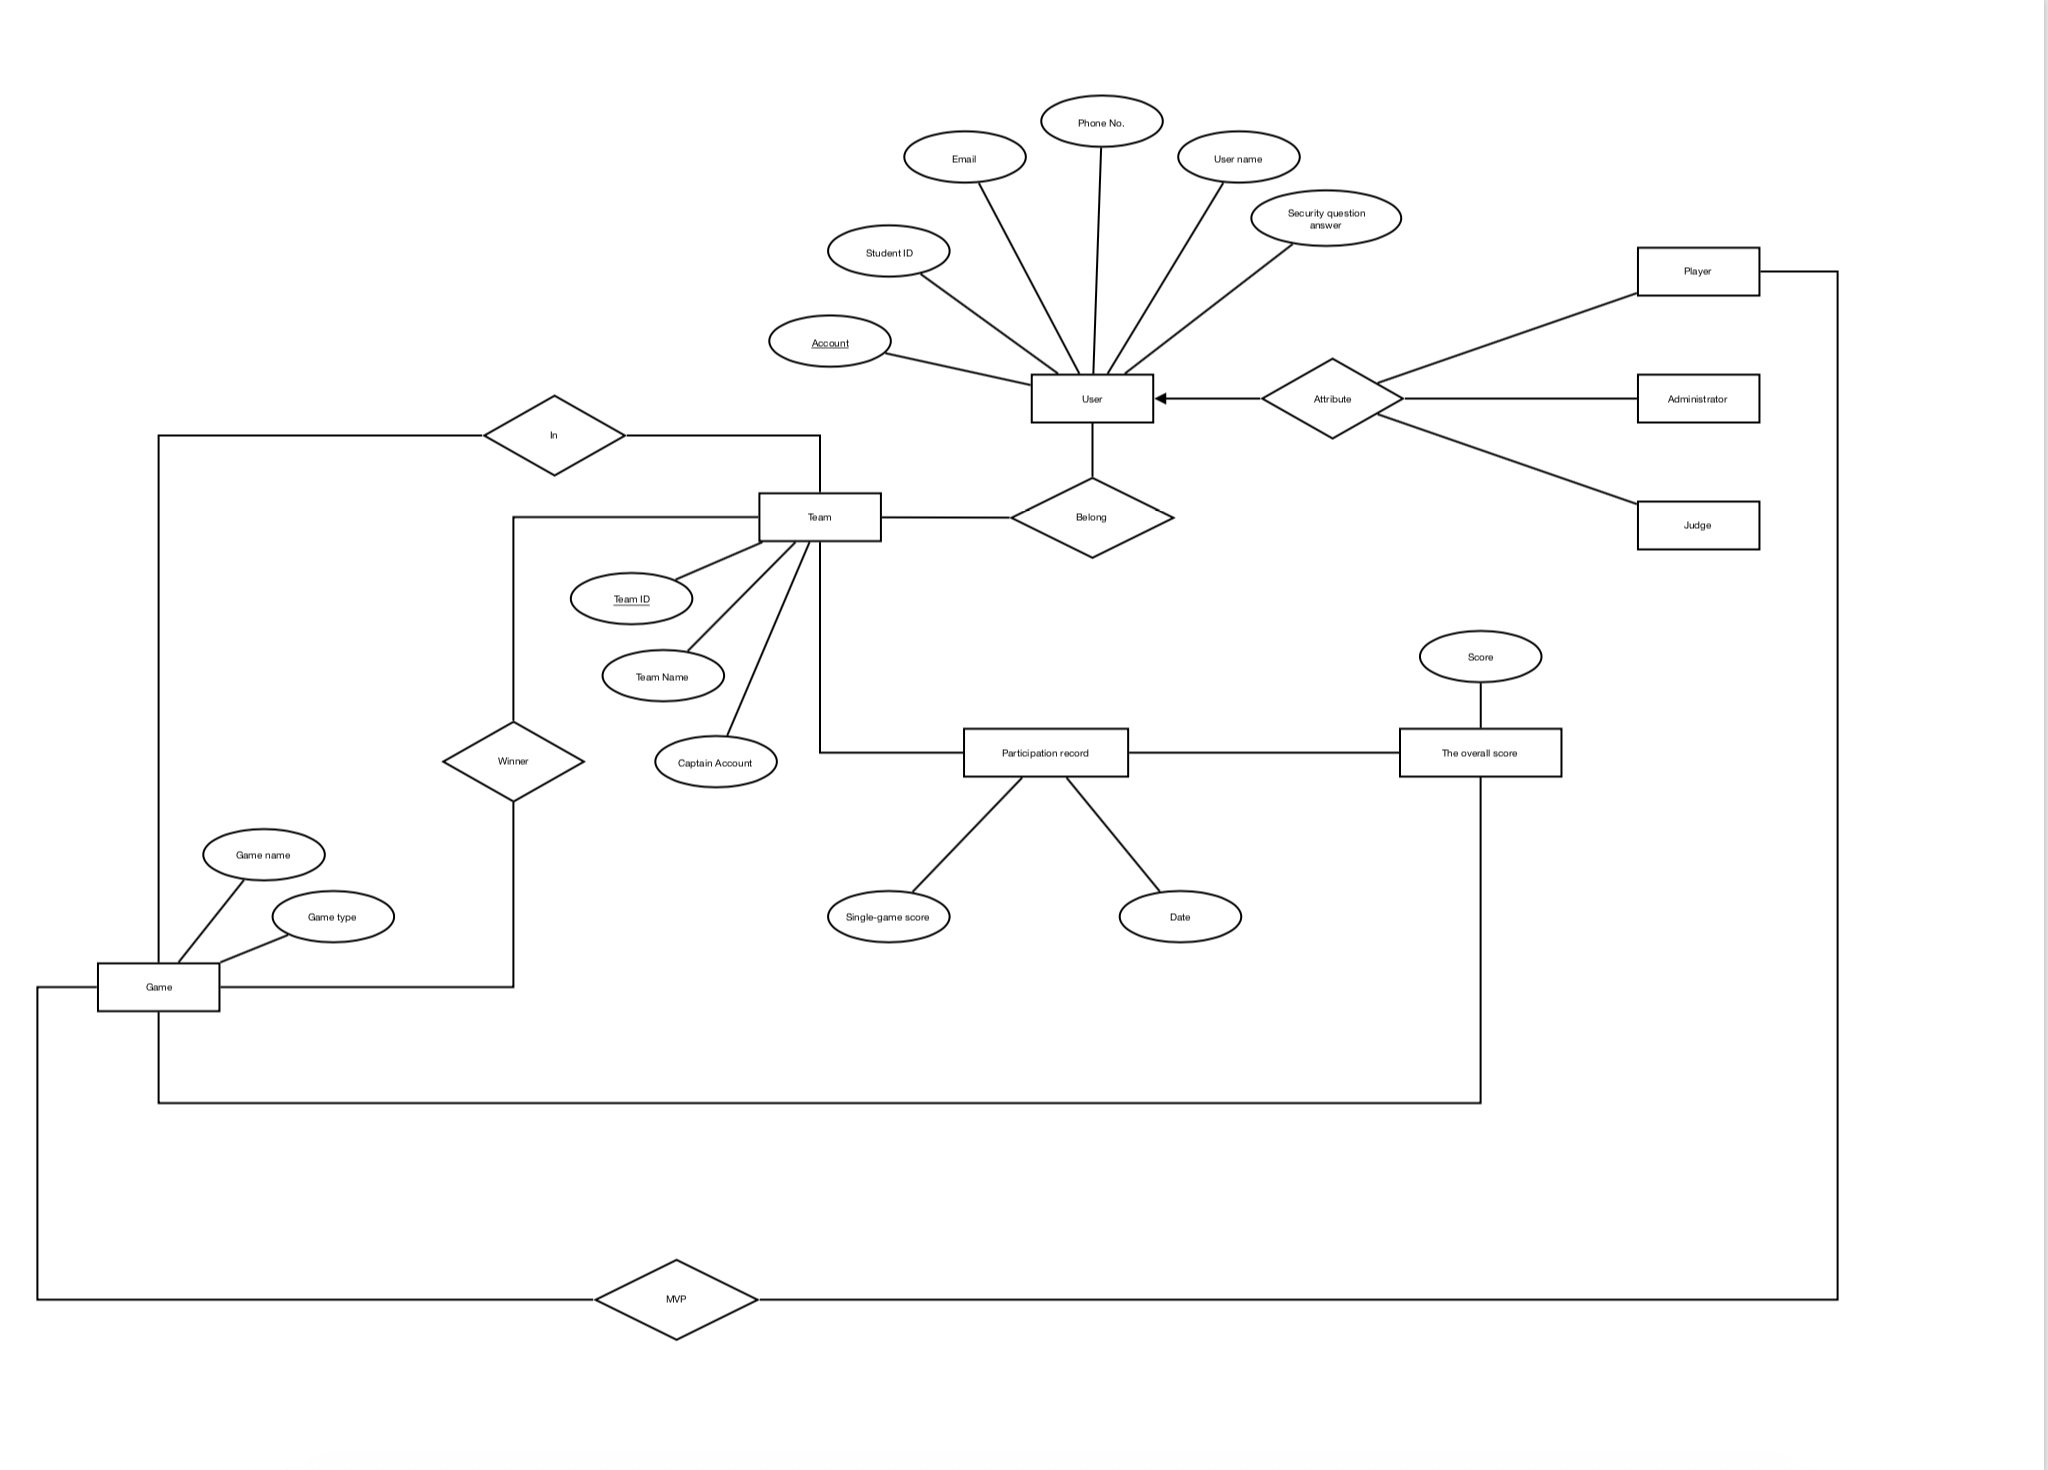 Phone No.
Email
User name
Security question
answer
Student ID
Player
Account
User
Attribute
Administrator
In
Team
Belong
Judge
Team ID
Score
Team Name
Participation record
The overall score
Winner
Captain Account
Game name
Game type
Single-game score
Date
Game
MVP